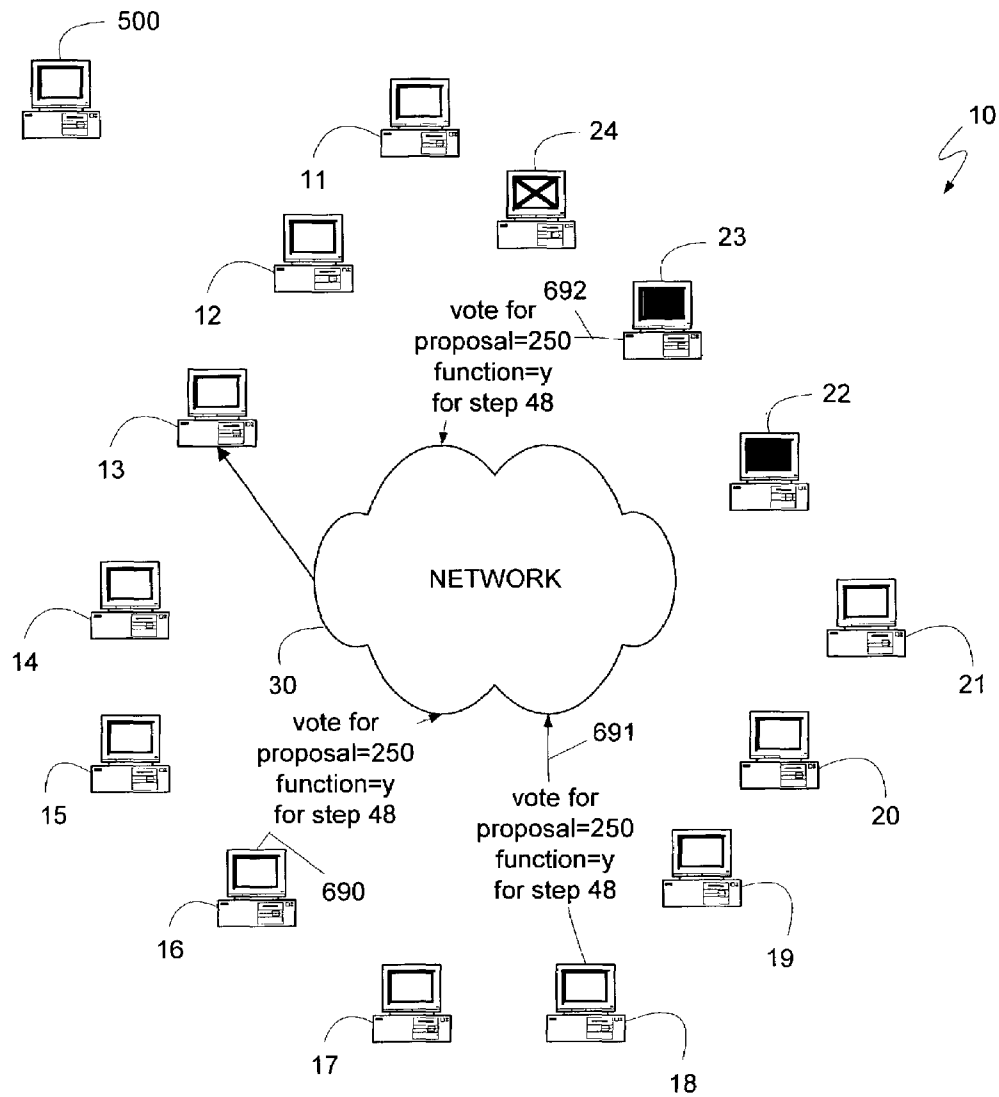 500
10
11
24
12
23
692
vote for
proposal=250
function=y
for step 48
22
13
NETWORK
14
30
21
vote for
proposal=250
function=y
for step 48
691
15
vote for
proposal=250
function=y
for step 48
20
690
16
19
17
18